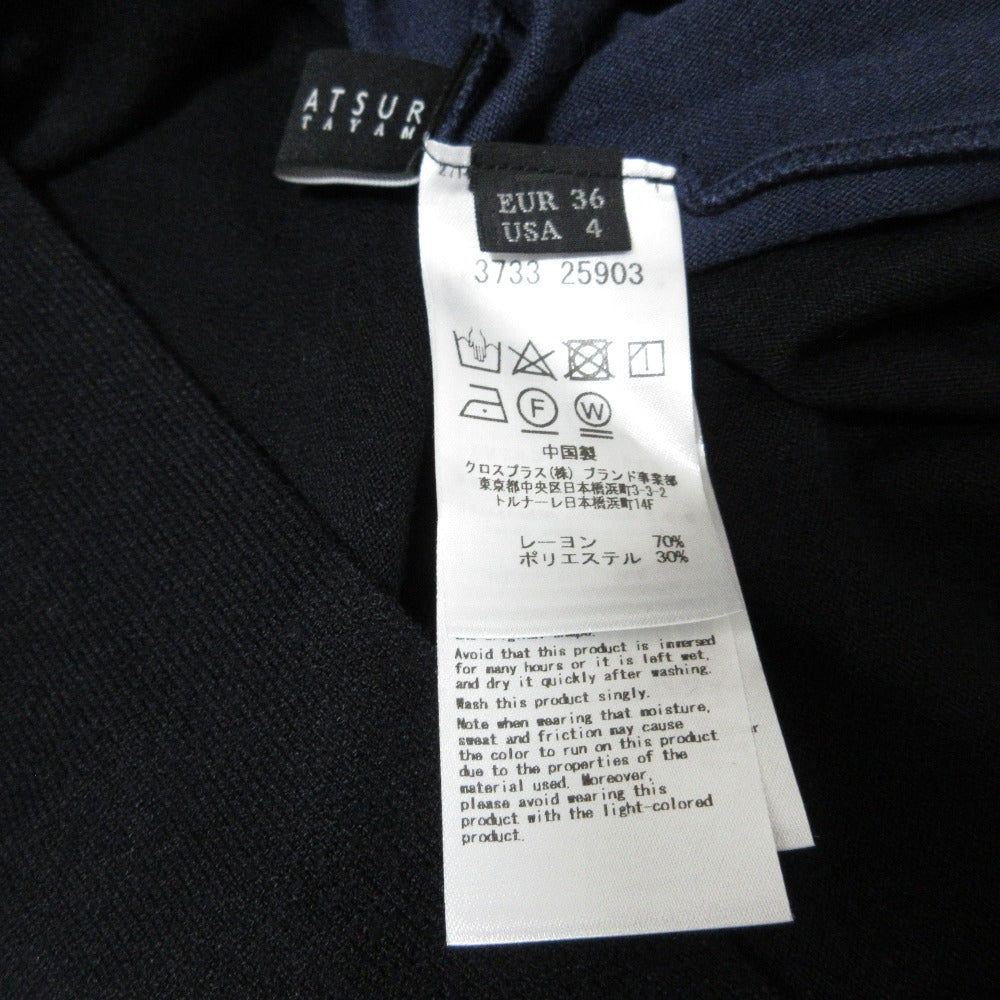 ATSUR
TAYAM
EUR 36
USA 4
3733 25903
F W
中国製
クロスプラス(株) ブランド事業部
東京都中央区日本橋浜町3-3-2
トルナーレ日本橋浜町14F
レーヨン 70%
ポリエステル 30%
Avoid that this product is immersed
for many hours or it is left wet,
and dry it quickly after washing.
Wash this product singly.
Note when wearing that moisture,
sweat and friction may cause
the color to run on this product
due to the properties of the
material used. Moreover,
please avoid wearing this
product with the light-colored
product.